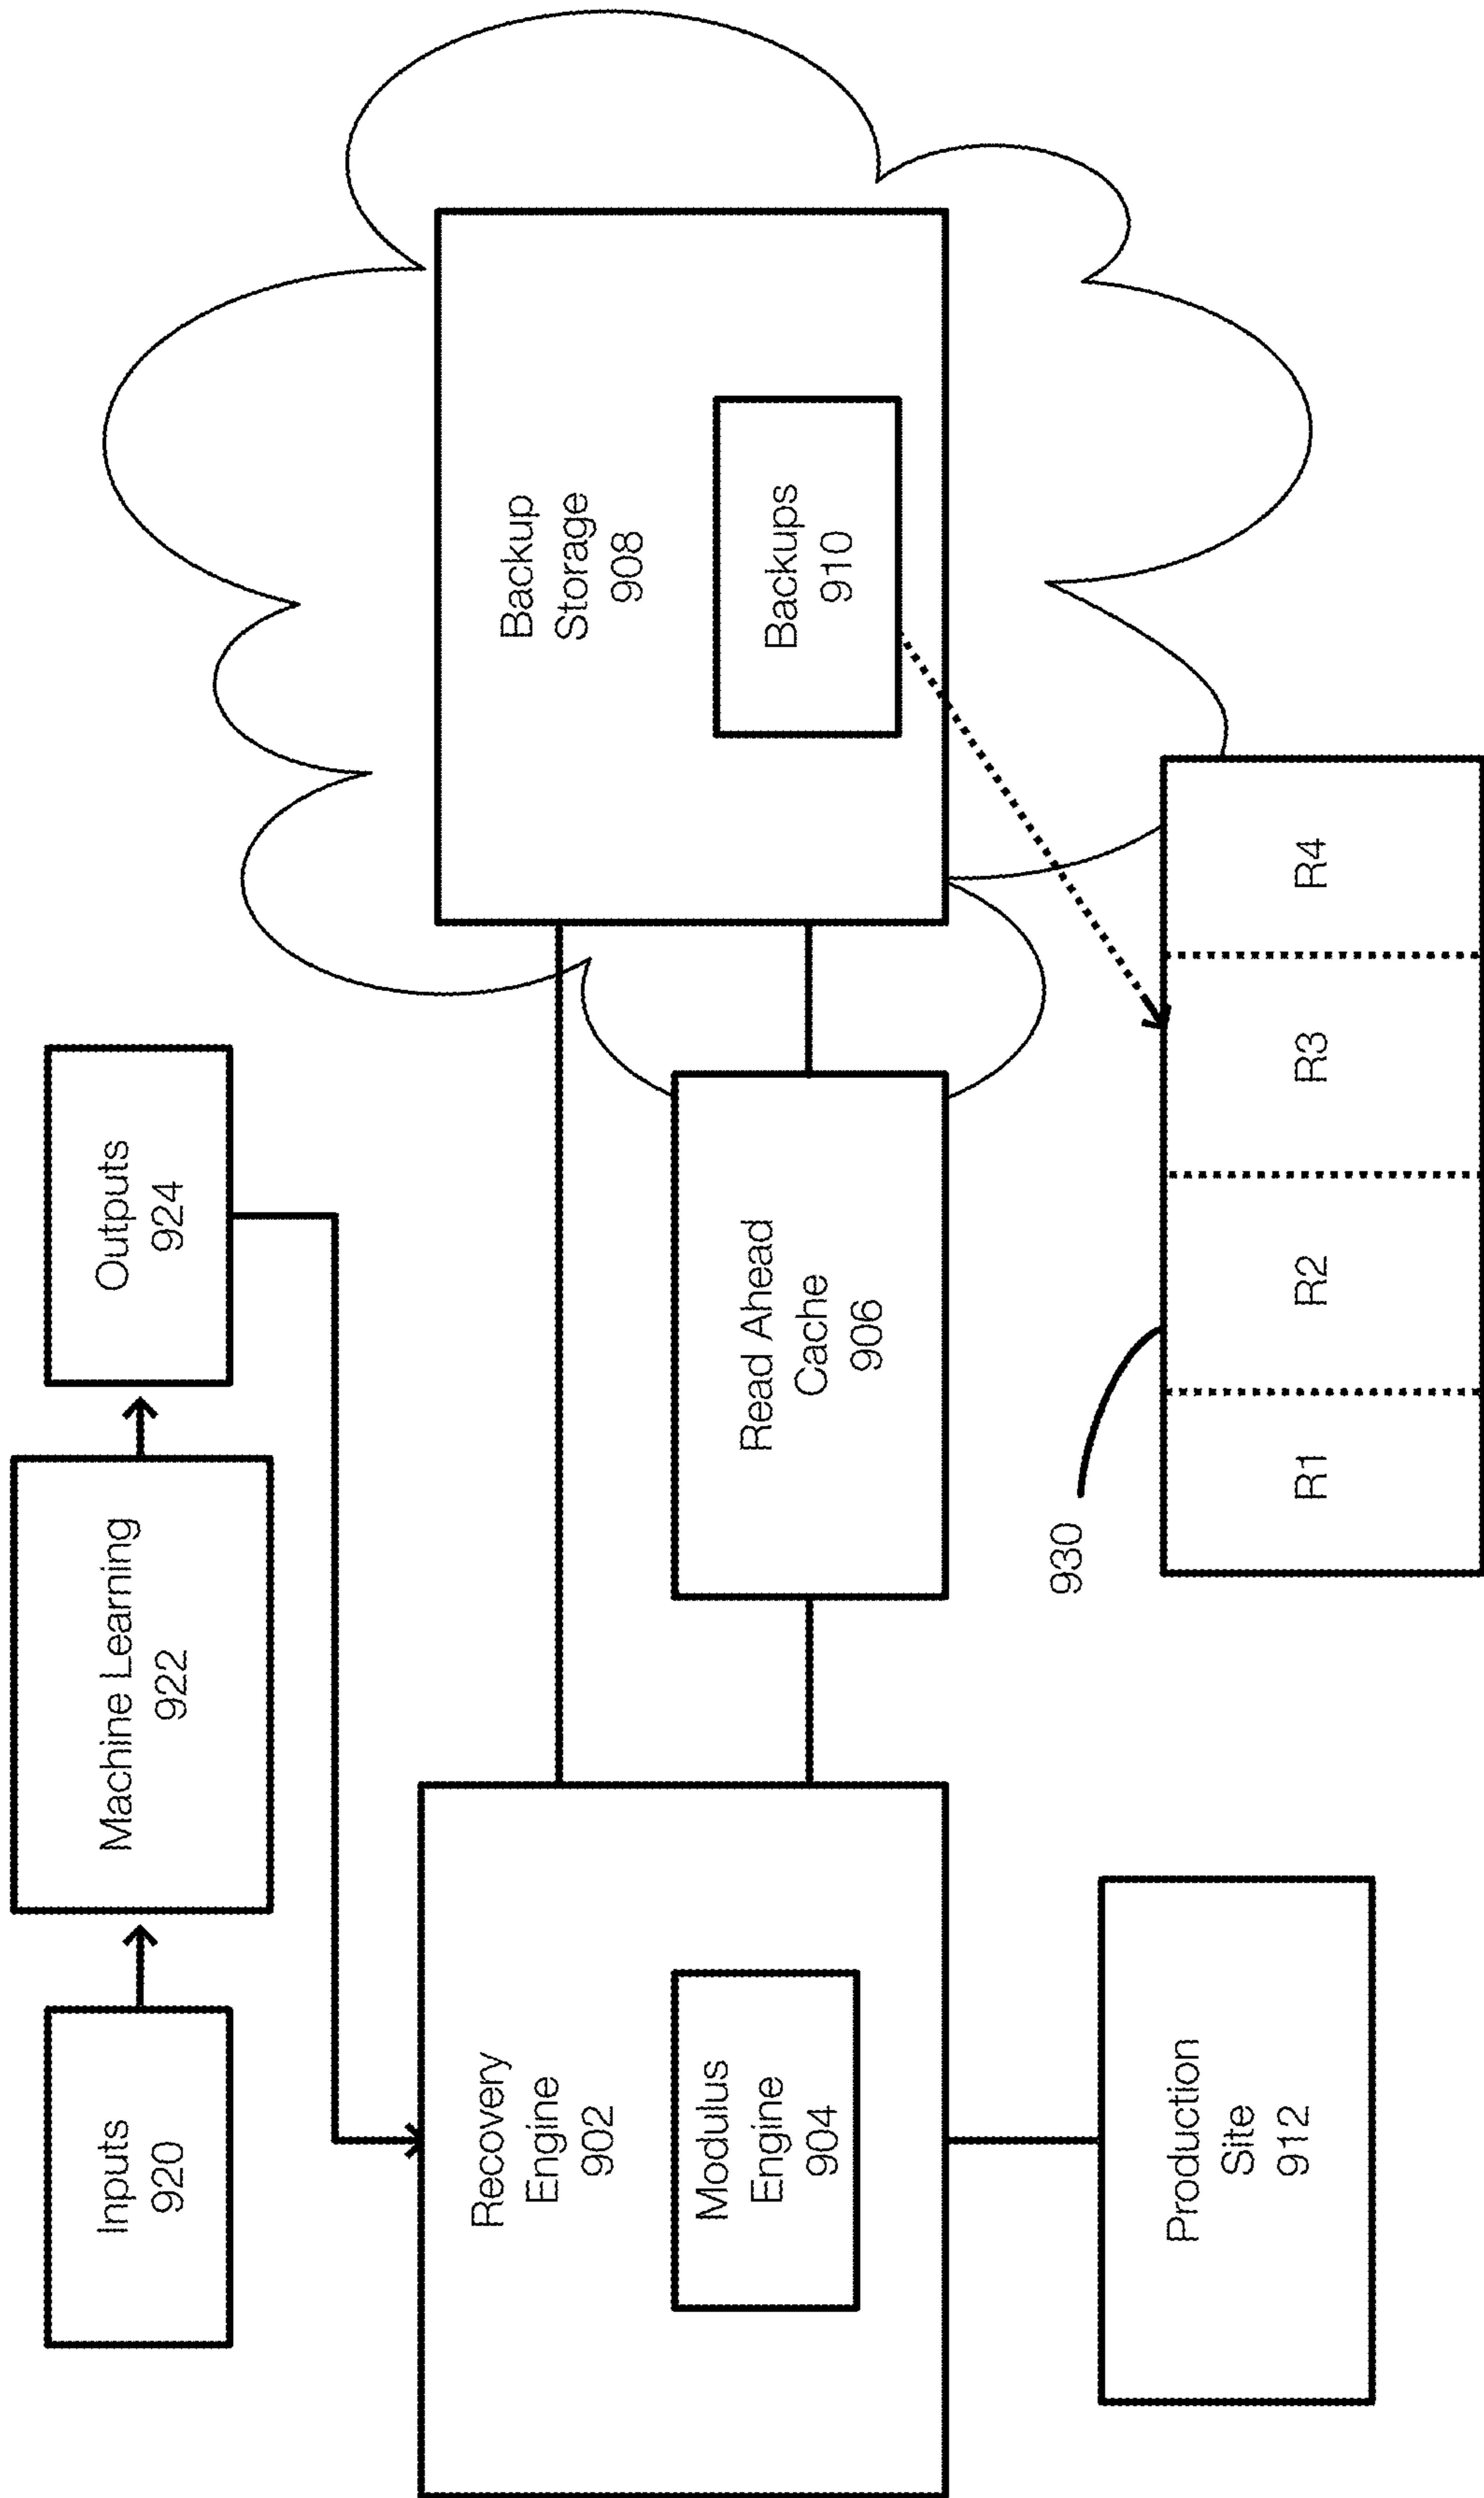 Inputs
920
Machine Learning
922
Outputs
924
Recovery
Engine
902
Modulus
Engine
904
Read Ahead
Cache
906
Backup
Storage
908
Backups
910
Production
Site
912
930
R1
R2
R3
R4